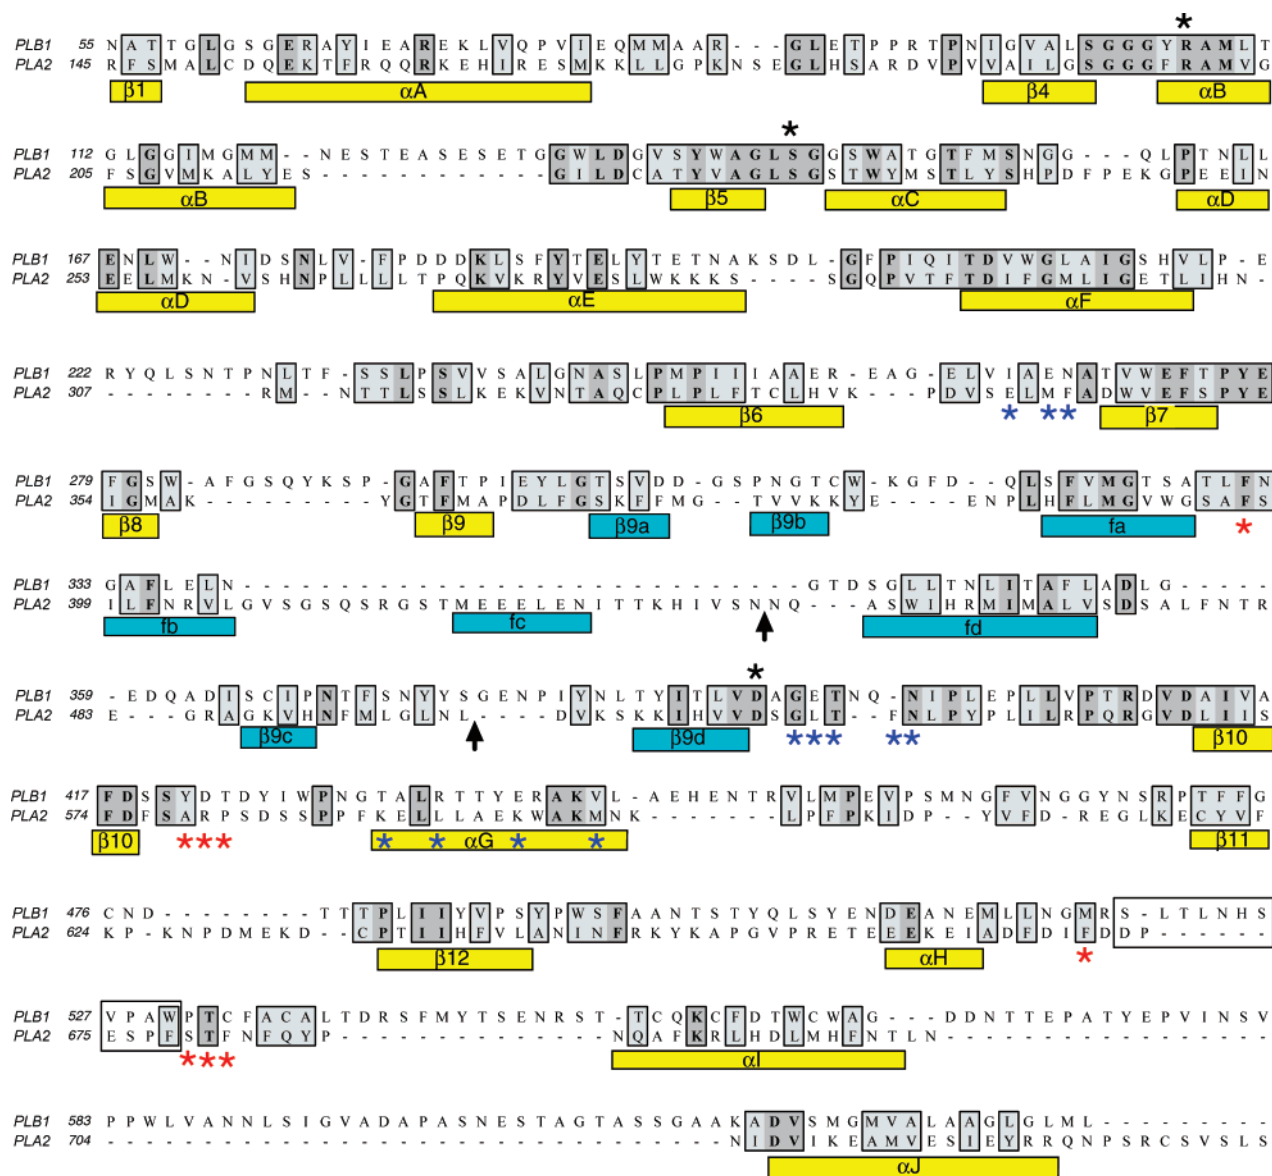 PLB1 55 N A T T G L G S G E R A Y I E A R E K L V Q P V I E Q M M A A R - - - G L E T P P R T P N I G V A L S G G G Y R A M L T
PLA2 145 R F S M A L C D Q E K T F R Q Q R K E H I R E S M K K L L G P K N S E G L H S A R D V P V V A I L G S G G G F R A M V G
β1 αA β4 αB
PLB1 112 G L G G I M G M M - - N E S T E A S E S E T G G W L D G V S Y W A G L S G G S W A T G T F M S N G G - - - Q L P T N L L
PLA2 205 F S G V M K A L Y E S - - - - - - - - - - - - G I L D C A T Y V A G L S G S T W Y M S T L Y S H P D F P E K G P E E I N
αB β5 αC αD
PLB1 167 E N L W - - N I D S N L V - F P D D D K L S F Y T E L Y T E T N A K S D L - G F P I Q I T D V W G L A I G S H V L P - E
PLA2 253 E E L M K N - V S H N P L L L L T P Q K V K R Y V E S L W K K K S - - - - S G Q P V T F T D I F G M L I G E T L I H N -
αD αE αF
PLB1 222 R Y Q L S N T P N L T F - S S L P S V V S A L G N A S L P M P I I I A A E R - E A G - E L V I A E N A T V W E F T P Y E
PLA2 307 - - - - - - - - R M - - N T T L S S L K E K V N T A Q C P L P L F T C L H V K - - P D V S E L M F A D W V E F S P Y E
β6 β7
PLB1 279 F G S W - A F G S Q Y K S P - G A F T P I E Y L G T S V D D - G S P N G T C W - K G F D - Q L S F V M G T S A T L F N
PLA2 354 I G M A K - - - - - - - - Y G T F M A P D L F G S K F F M G - T V V K K Y E - - - E N P L H F L M G V W G S A F S
β8 β9 β9a β9b fa
PLB1 333 G A F L E L N - - - - - - - - - - - - - - - - - - - - - - - - - - - - - G T D S G L L T N L I T A F L A D L G - - - - -
PLA2 399 I L F N R V L G V S G S Q S R G S T M E E E L E N I T T K H I V S N N Q - - - A S W I H R M I M A L V S D S A L F N T R
fb fc fd
PLB1 359 - E D Q A D I S C I P N T F S N Y Y S G E N P I Y N L T Y I T L V D A G E T N Q - N I P L E P L L V P T R D V D A I V A
PLA2 483 E - - - G R A G K V H N F M L G L N L - - - - D V K S K K I H V V D S G L T - - F N L P Y P L I L R P Q R G V D L I I S
β9c β9d β10
PLB1 417 F D S S Y D T D Y I W P N G T A L R T T Y E R A K V L - A E H E N T R V L M P E V P S M N G F V N G G Y N S R P T F F G
PLA2 574 F D F S A R P S D S S P P F K E L L L A E K W A K M N K - - - - - - - L P F P K I D P - Y V F D - R E G L K E C Y V F
β10 αG β11
PLB1 476 C N D - - - - - - - T T T P L I I Y V P S Y P W S F A A N T S T Y Q L S Y E N D E A N E M L L N G M R S - L T L N H S
PLA2 624 K P - K N P D M E K D - - C P T I I H F V L A N I N F R K Y K A P G V P R E T E E E K E I A D F D I F D D P - - - - - -
β12 αH
PLB1 527 V P A W P T C F A C A L T D R S F M Y T S E N R S T - T C Q K C F D T W C W A G - - D D N T T E P A T Y E P V I N S V
PLA2 675 E S P F S T F N F Q Y P - - - - - - - - - - - - - - N Q A F K R L H D L M H F N T L N - - - - - - - - - - - - - - - - -
αI
PLB1 583 P P W L V A N N L S I G V A D A P A S N E S T A G T A S S G A A K A D V S M G M V A L A A G L G L M L - - - - - - - -
PLA2 704 - - - - - - - - - - - - - - - - - - - - - - - - - - - - - - - - N I D V I K E A M V E S I E Y R R Q N P S R C S V S L S
αJ